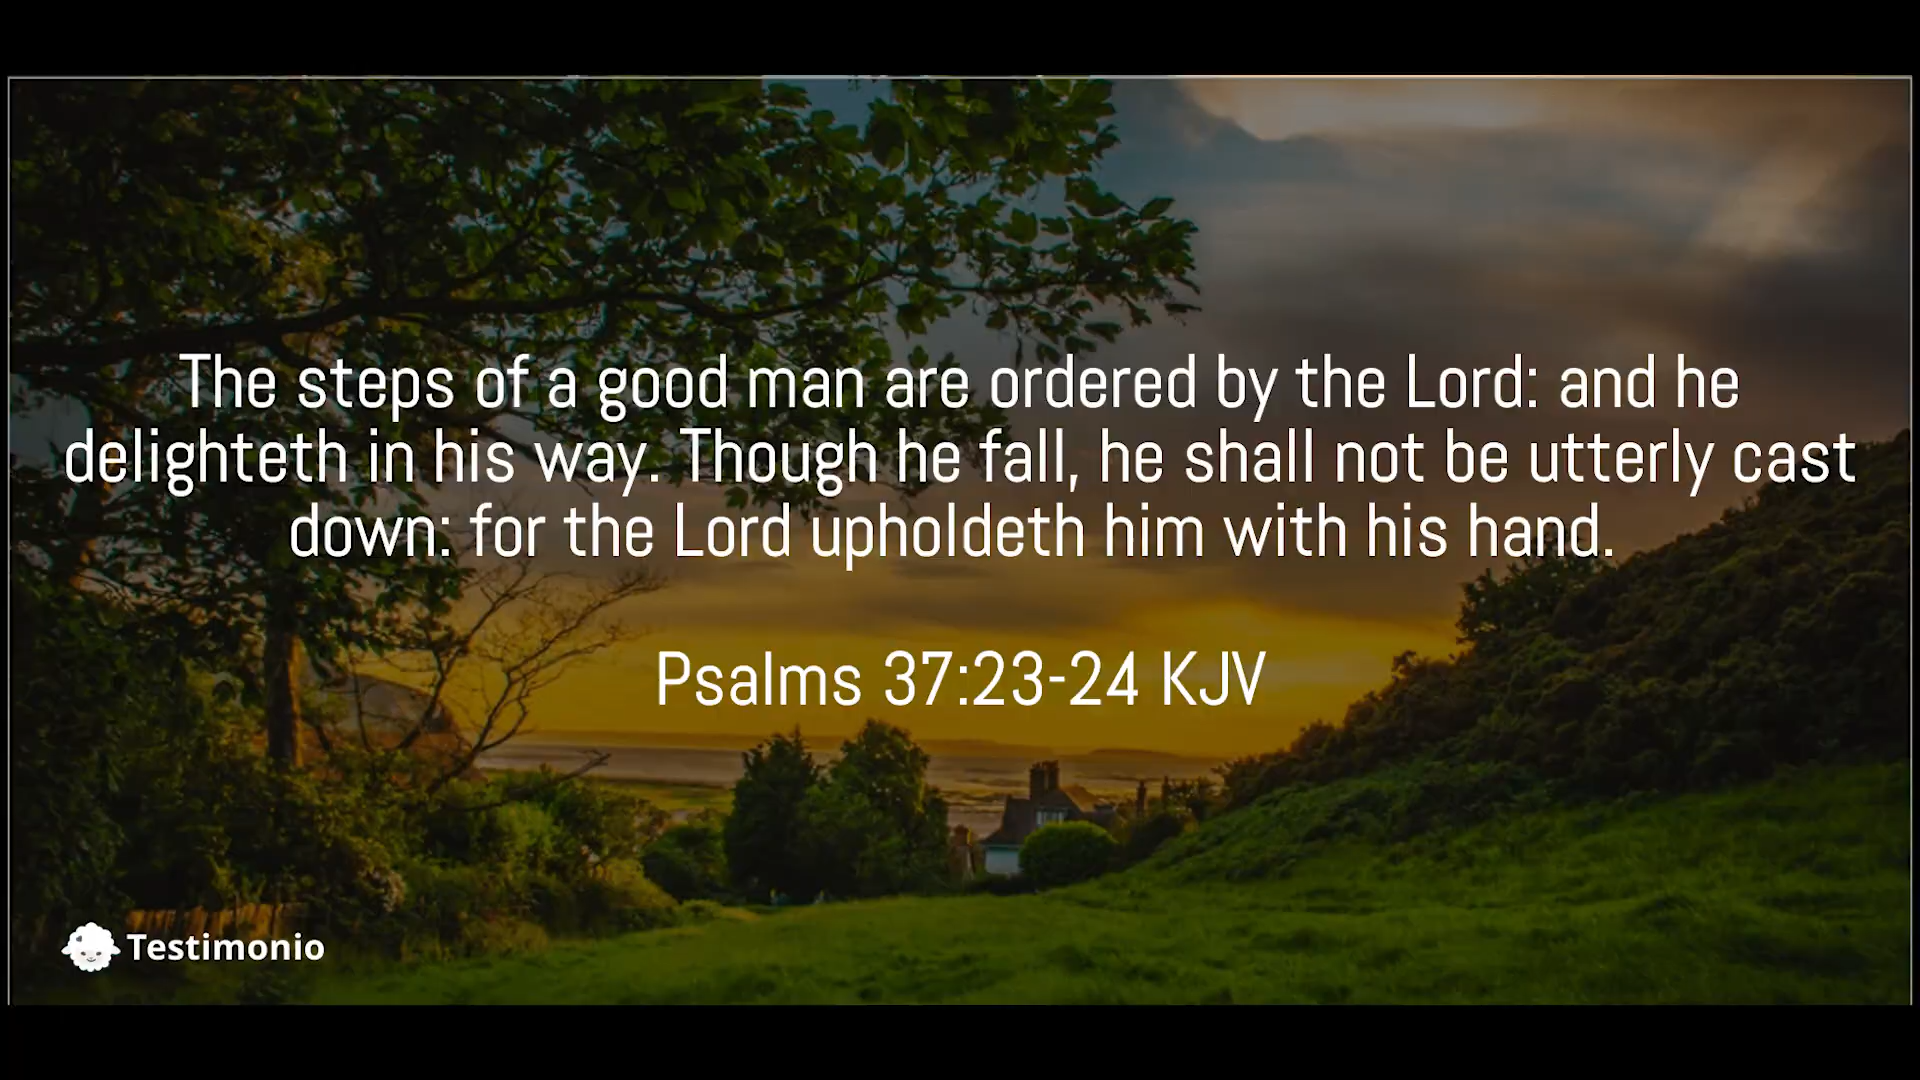 The steps of a good man are ordered by the Lord: and he
delighteth in his way. Though he fall, he shall not be utterly cast
down: for the Lord upholdeth him with his hand.
Psalms 37:23-24 KJV
Testimonio